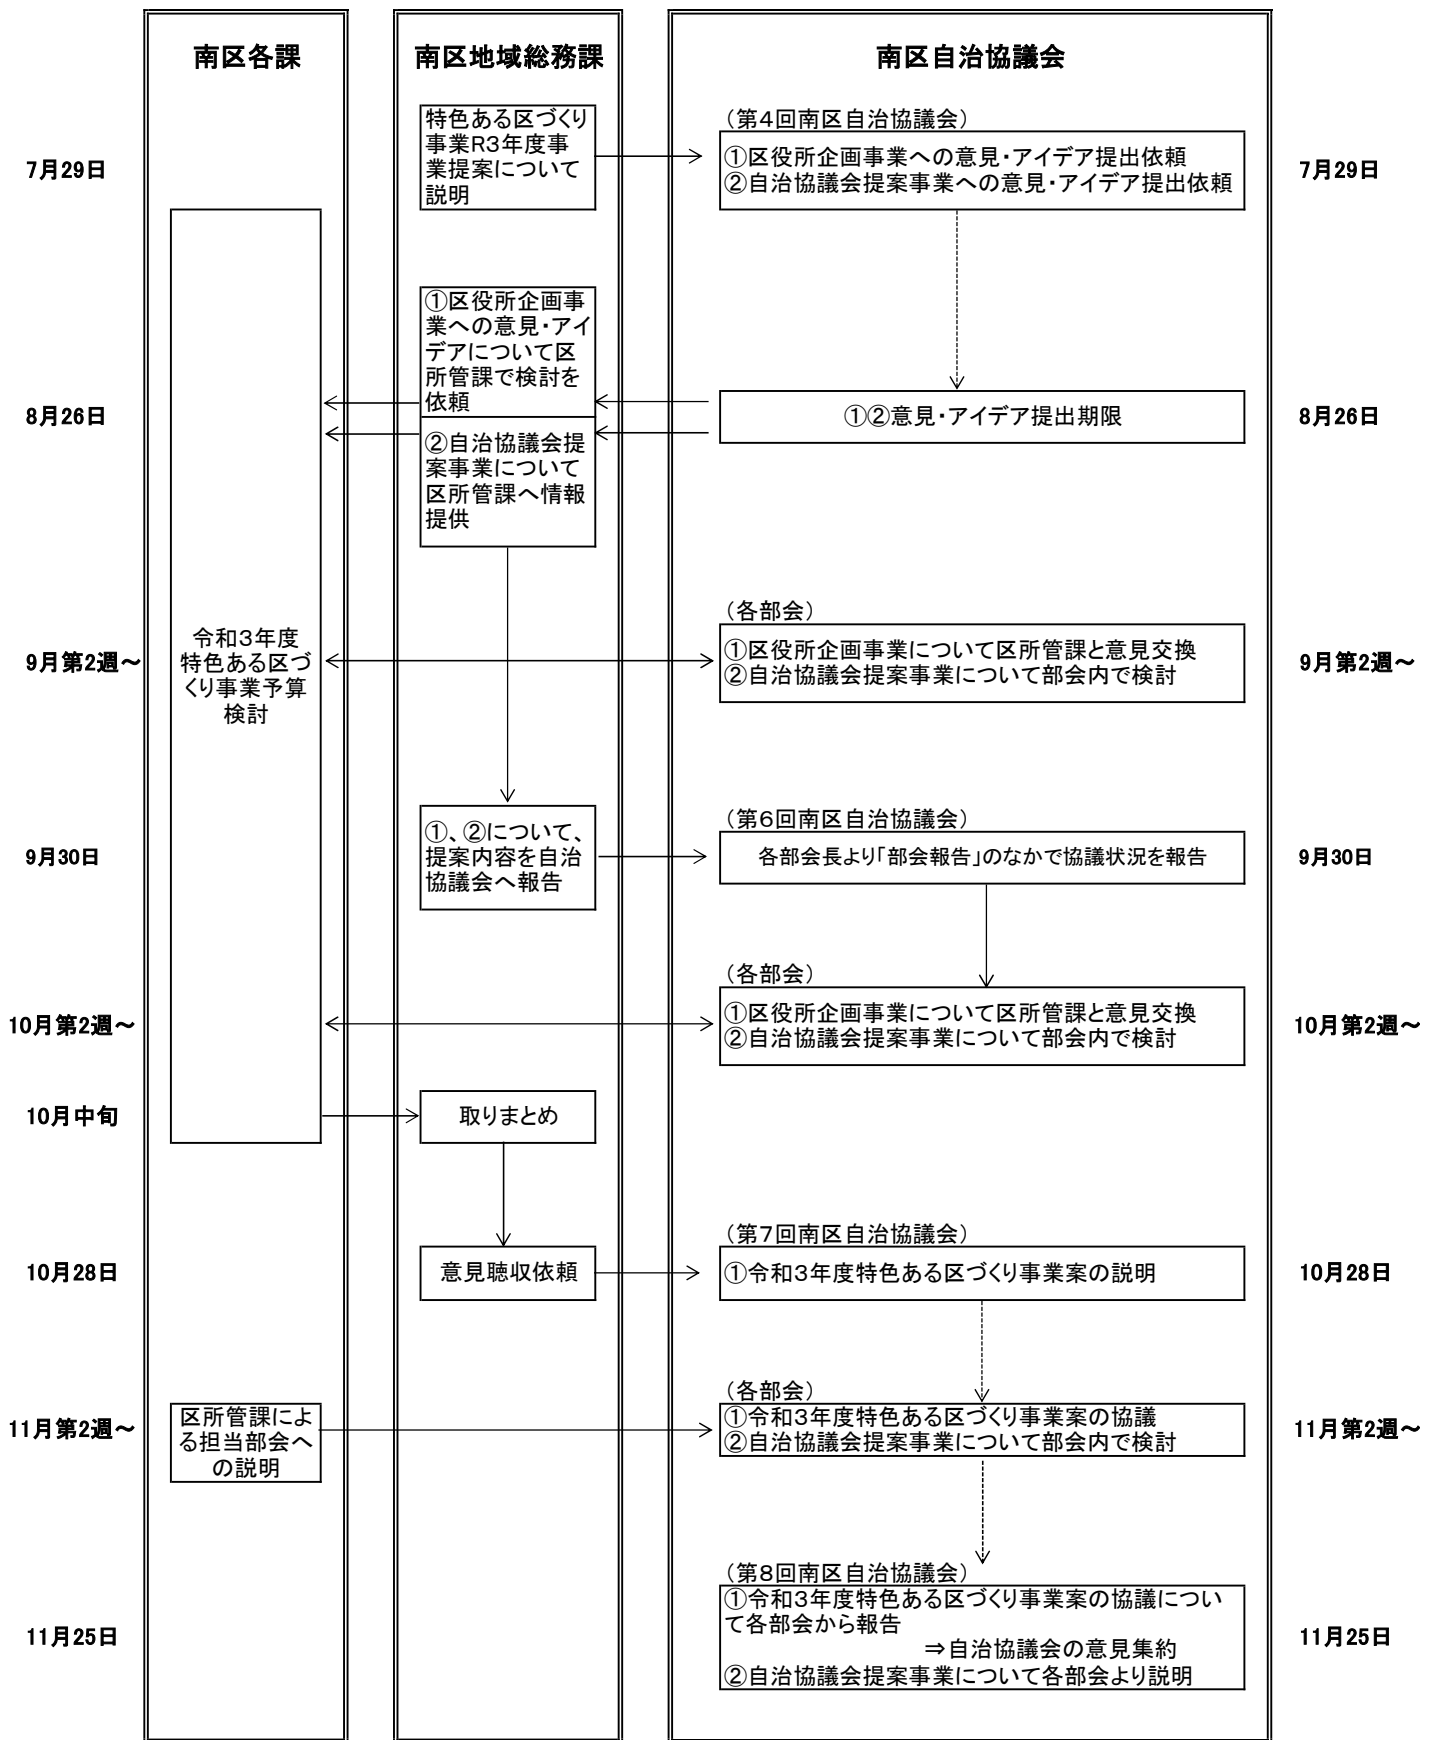 南区各課
南区地域総務課
南区自治協議会
7月29日
特色ある区づくり
事業R3年度事
業提案について
説明
（第4回南区自治協議会）
①区役所企画事業への意見・アイデア提出依頼
②自治協議会提案事業への意見・アイデア提出依頼
7月29日
8月26日
①区役所企画事
業への意見・アイ
デアについて区
所管課で検討を
依頼
②自治協議会提
案事業について
区所管課へ情報
提供
①②意見・アイデア提出期限
8月26日
9月第2週～
令和3年度
特色ある区づ
くり事業予算
検討
（各部会）
①区役所企画事業について区所管課と意見交換
②自治協議会提案事業について部会内で検討
9月第2週～
9月30日
①、②について、
提案内容を自治
協議会へ報告
（第6回南区自治協議会）
各部会長より「部会報告」のなかで協議状況を報告
9月30日
10月第2週～
（各部会）
①区役所企画事業について区所管課と意見交換
②自治協議会提案事業について部会内で検討
10月第2週～
10月中旬
取りまとめ
10月28日
意見聴収依頼
（第7回南区自治協議会）
①令和3年度特色ある区づくり事業案の説明
10月28日
11月第2週～
区所管課によ
る担当部会へ
の説明
（各部会）
①令和3年度特色ある区づくり事業案の協議
②自治協議会提案事業について部会内で検討
11月第2週～
11月25日
（第8回南区自治協議会）
①令和3年度特色ある区づくり事業案の協議につい
て各部会から報告
⇒自治協議会の意見集約
②自治協議会提案事業について各部会より説明
11月25日